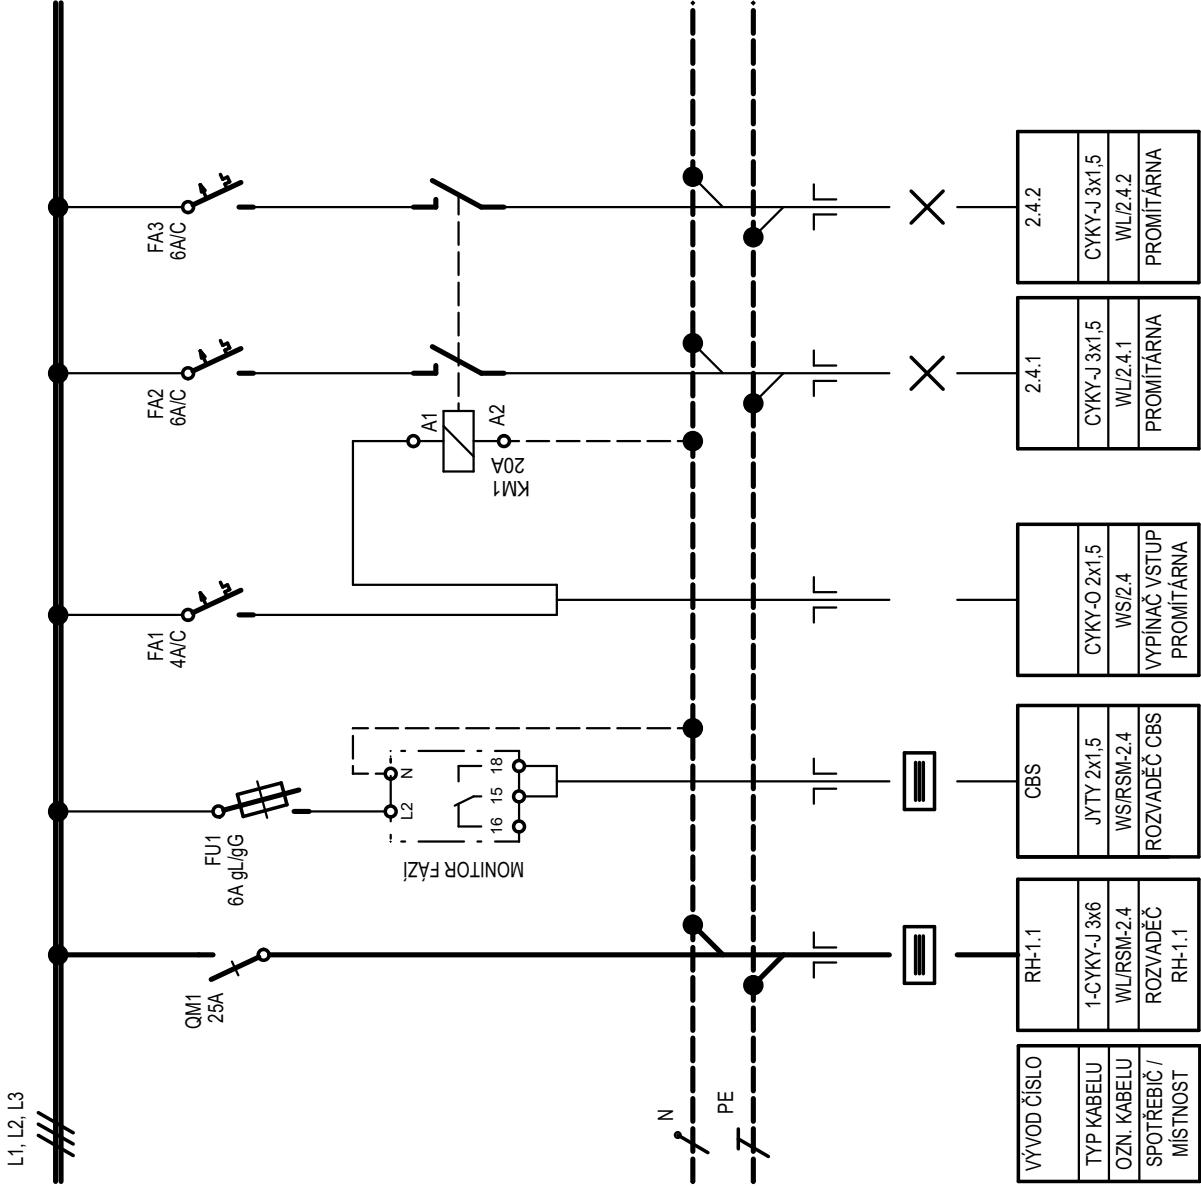 L1, L2, L3
QM1
25A
FU1
6A gL/gG
FA1
4A/C
FA2
6A/C
FA3
6A/C
MONITOR FÁZÍ
L2
N
16
15
18
KM1
20A
A1
A2
N
PE
VÝVOD ČÍSLO
TYP KABELU
OZN. KABELU
SPOTŘEBIČ /
MÍSTNOST
RH-1.1
1-CYKY-J 3x6
WL/RSM-2.4
ROZVADĚČ
RH-1.1
CBS
JYTY 2x1,5
WS/RSM-2.4
ROZVADĚČ CBS
CYKY-O 2x1,5
WS/2.4
VYPÍNAČ VSTUP
PROMÍTÁRNA
2.4.1
CYKY-J 3x1,5
WL/2.4.1
PROMÍTÁRNA
2.4.2
CYKY-J 3x1,5
WL/2.4.2
PROMÍTÁRNA